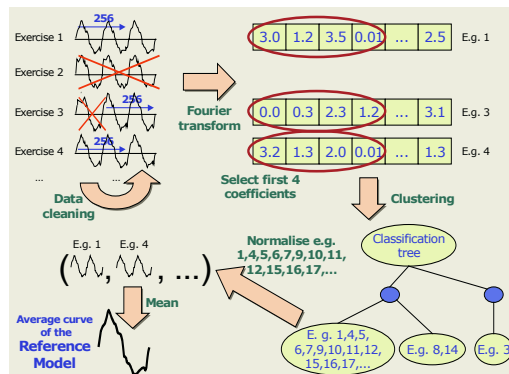 256
Exercise 1
Exercise 2
Exercise 3
256
Exercise 4
256
... ...
Data
cleaning
Fourier
transform
3.0 1.2 3.5 0.01 ... 2.5 E.g. 1
0.0 0.3 2.3 1.2 ... 3.1 E.g. 3
3.2 1.3 2.0 0.01 ... 1.3 E.g. 4
Select first 4
coefficients
Clustering
Classification
tree
E. g. 1,4,5,
6,7,9,10,11,12,
15,16,17,...
E.g. 8,14
E.g. 3
Normalise e.g.
1,4,5,6,7,9,10,11,
12,15,16,17,...
E.g. 1 E.g. 4
( , , ...)
Mean
Average curve
of the
Reference
Model